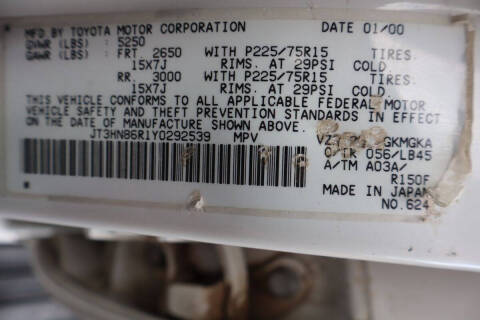 MFD BY TOYOTA MOTOR CORPORATION DATE 01/00
GVWR (LBS) : 5250
GAWR (LBS) : FRT 2650 WITH P225/75R15 TIRES.
15X7J RIMS. AT 29PSI COLD.
RR. 3000 WITH P225/75R15 TIRES.
15X7J RIMS. AT 29PSI COLD.
THIS VEHICLE CONFORMS TO ALL APPLICABLE FEDERAL MOTOR
VEHICLE SAFETY AND THEFT PREVENTION STANDARDS IN EFFECT
ON THE DATE OF MANUFACTURE SHOWN ABOVE.
JT3HN86R1Y0292539 MPV GKMGKA
C/TR 056/LB45
A/TM A03A/
R150F
MADE IN JAPAN
NO.624